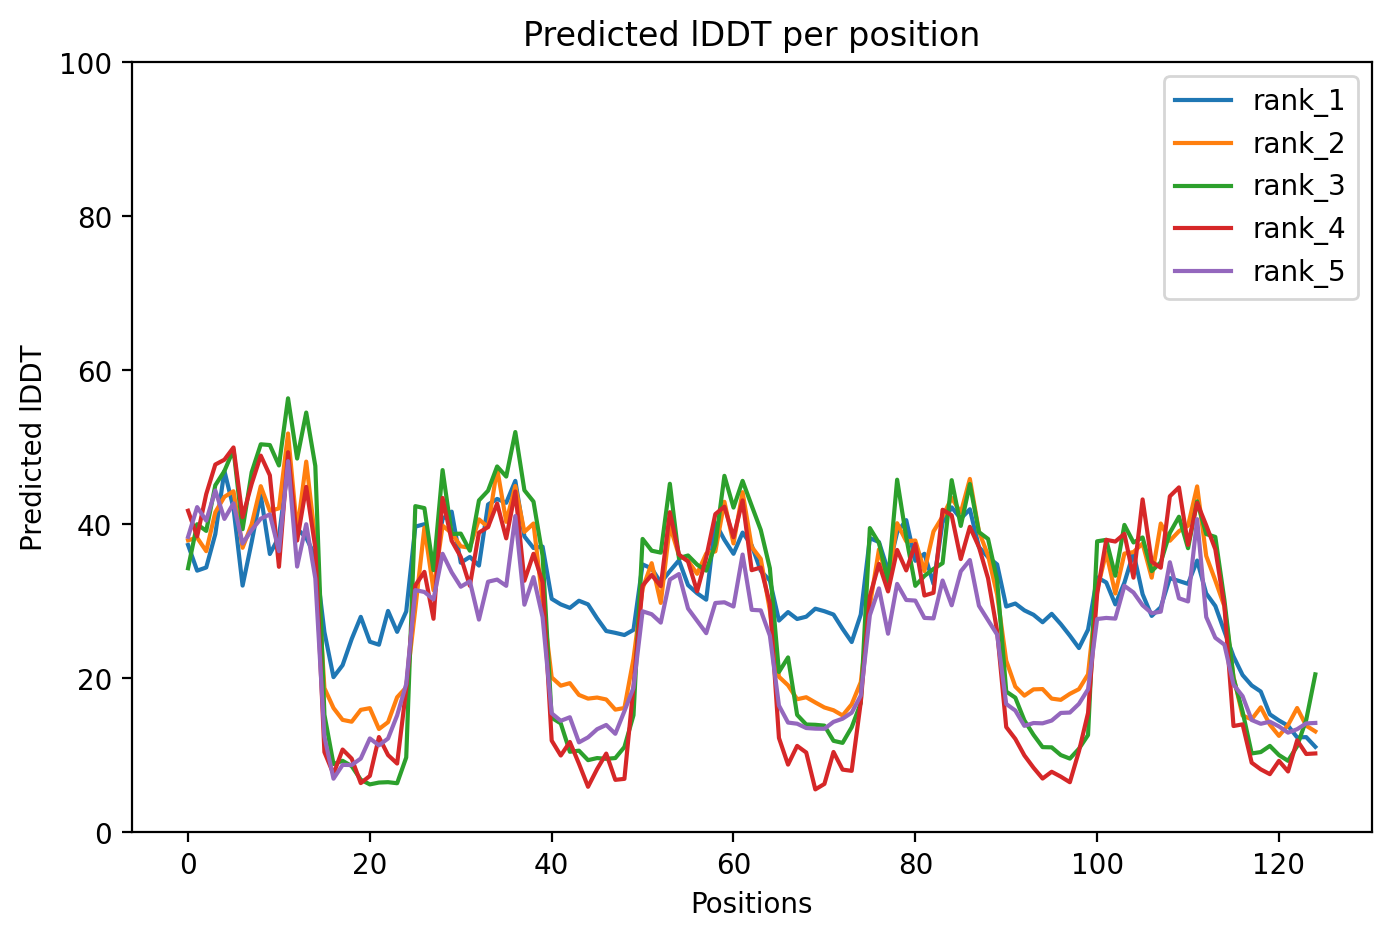 Predicted lDDT per position
100
80
60
40
20
0
Predicted lDDT
rank_1
rank_2
rank_3
rank_4
rank_5
0 20 40 60 80 100 120
Positions